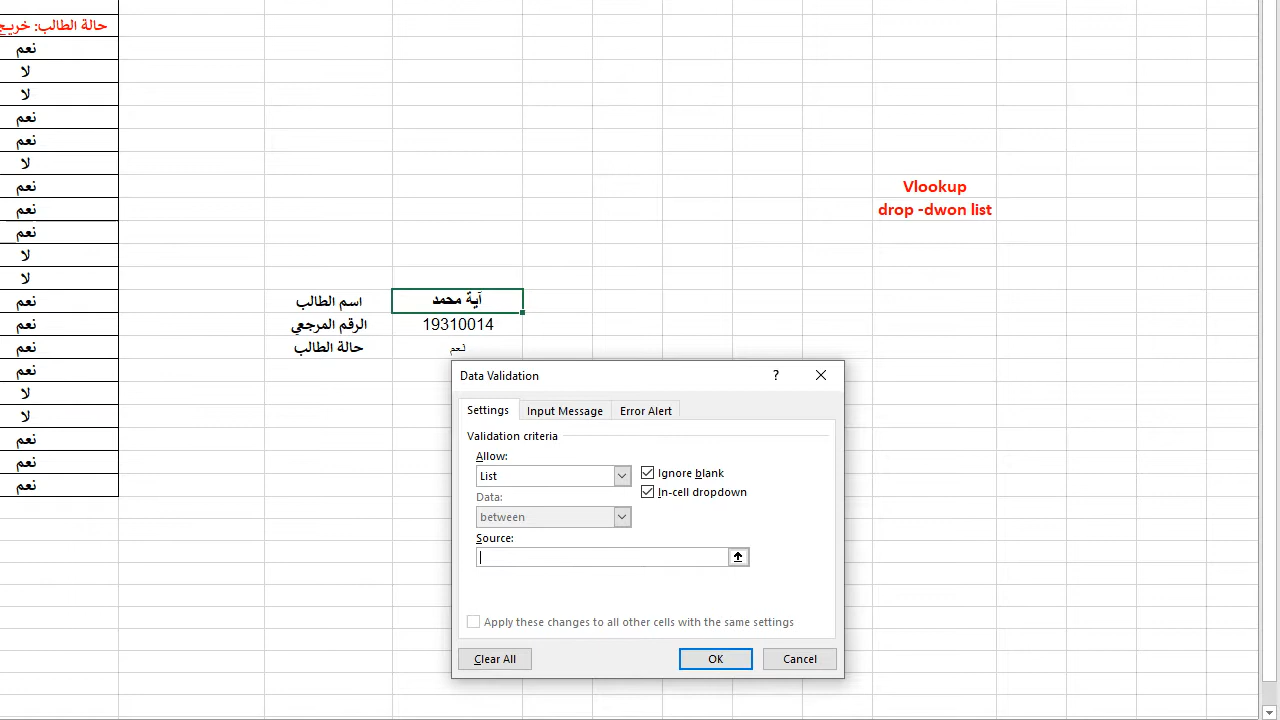 حالة الطالب: خريج
نعم
لا
لا
نعم
نعم
لا
نعم
نعم
نعم
لا
لا
نعم
نعم
نعم
نعم
لا
لا
نعم
نعم
نعم
Vlookup
drop -dwon list
اسم الطالب
آية محمد
الرقم المرجعي
19310014
حالة الطالب
نعم
Data Validation
?
Settings
Input Message
Error Alert
Validation criteria
Allow:
List
Ignore blank
Data:
In-cell dropdown
between
Source:
Apply these changes to all other cells with the same settings
Clear All
OK
Cancel